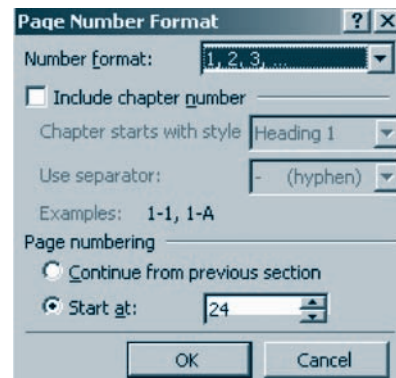 Page Number Format ? X
Number format: 1, 2, 3, ...
Include chapter number
Chapter starts with style Heading 1
Use separator: - (hyphen)
Examples: 1-1, 1-A
Page numbering
Continue from previous section
Start at: 24
OK Cancel